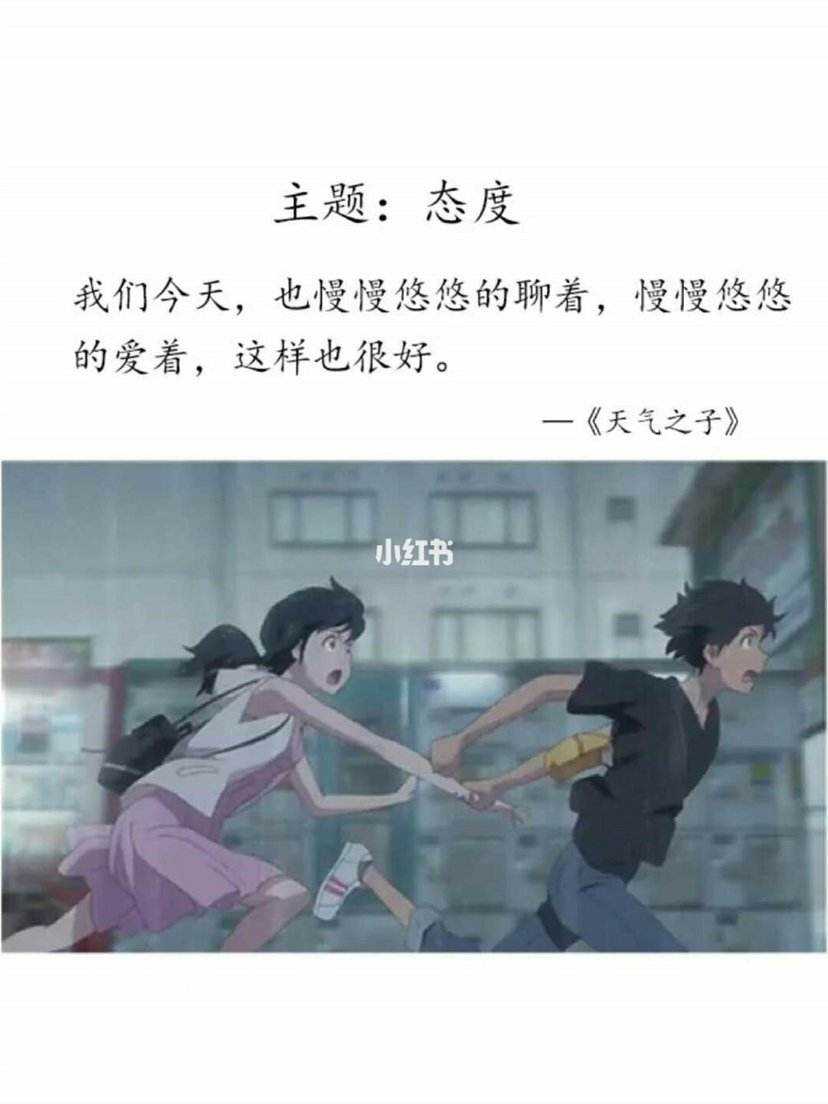 主题：态度
我们今天，也慢慢悠悠的聊着，慢慢悠悠
的爱着，这样也很好。
—《天气之子》
小红书